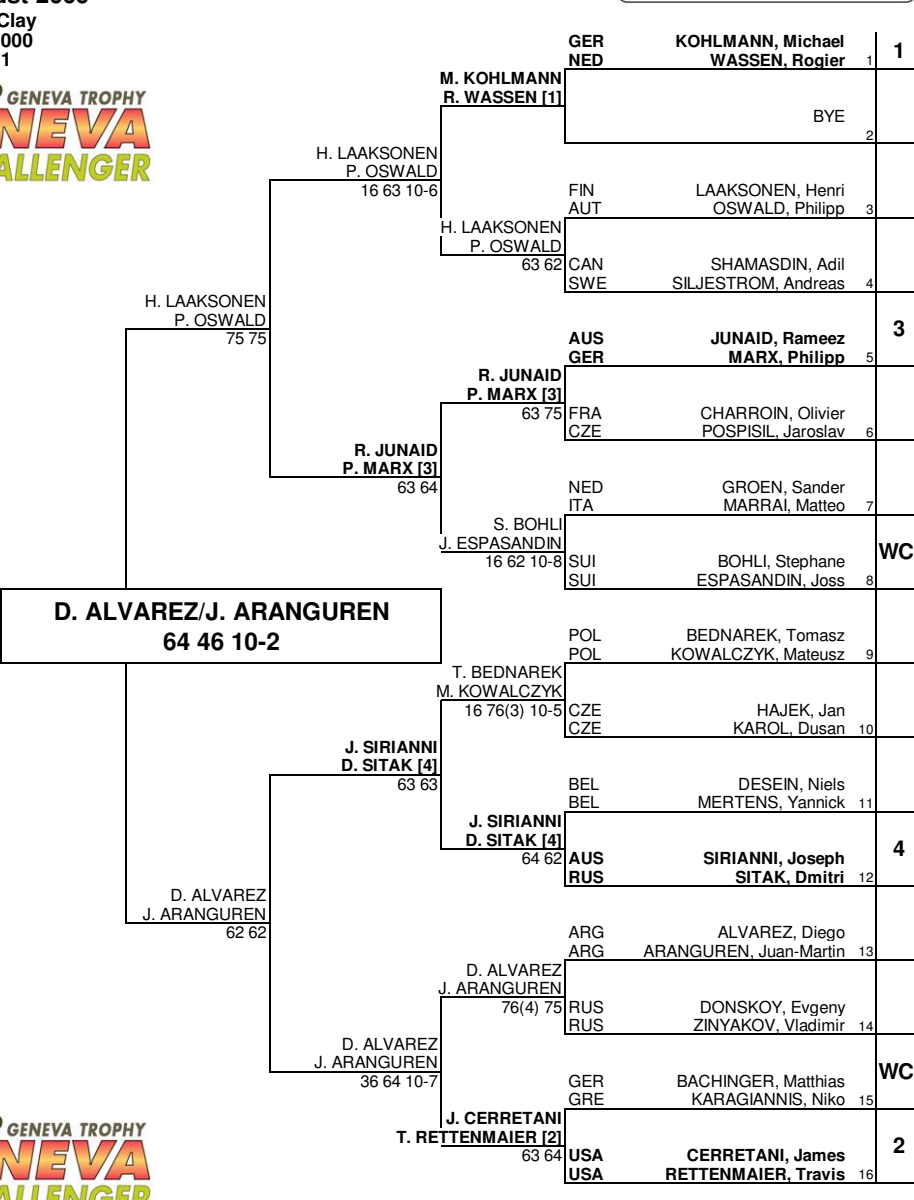 ust 2009
Clay
000
1
GENEVA TROPHY
NEVA
ALLENGER
GER KOHLMANN, Michael
NED WASSEN, Rogier 1
1
M. KOHLMANN
R. WASSEN [1]
BYE
2
H. LAAKSONEN
P. OSWALD
16 63 10-6
FIN LAAKSONEN, Henri
AUT OSWALD, Philipp 3
H. LAAKSONEN
P. OSWALD
63 62
CAN SHAMASDIN, Adil
SWE SILJESTROM, Andreas 4
H. LAAKSONEN
P. OSWALD
75 75
3
AUS JUNAID, Rameez
GER MARX, Philipp 5
R. JUNAID
P. MARX [3]
63 75
FRA CHARROIN, Olivier
CZE POSPISIL, Jaroslav 6
R. JUNAID
P. MARX [3]
63 64
NED GROEN, Sander
ITA MARRAI, Matteo 7
S. BOHLI
J. ESPASANDIN
16 62 10-8
WC
SUI BOHLI, Stephane
SUI ESPASANDIN, Joss 8
D. ALVAREZ/J. ARANGUREN
64 46 10-2
POL BEDNAREK, Tomasz
POL KOWALCZYK, Mateusz 9
T. BEDNAREK
M. KOWALCZYK
16 76(3) 10-5
CZE HAJEK, Jan
CZE KAROL, Dusan 10
J. SIRIANNI
D. SITAK [4]
63 63
BEL DESEIN, Niels
BEL MERTENS, Yannick 11
J. SIRIANNI
D. SITAK [4]
64 62
4
AUS SIRIANNI, Joseph
RUS SITAK, Dmitri 12
D. ALVAREZ
J. ARANGUREN
62 62
ARG ALVAREZ, Diego
ARG ARANGUREN, Juan-Martin 13
D. ALVAREZ
J. ARANGUREN
76(4) 75
RUS DONSKOY, Evgeny
RUS ZINYAKOV, Vladimir 14
D. ALVAREZ
J. ARANGUREN
36 64 10-7
WC
GER BACHINGER, Matthias
GRE KARAGIANNIS, Niko 15
J. CERRETANI
T. RETTENMAIER [2]
63 64
2
USA CERRETANI, James
USA RETTENMAIER, Travis 16
GENEVA TROPHY
NEVA
ALLENGER